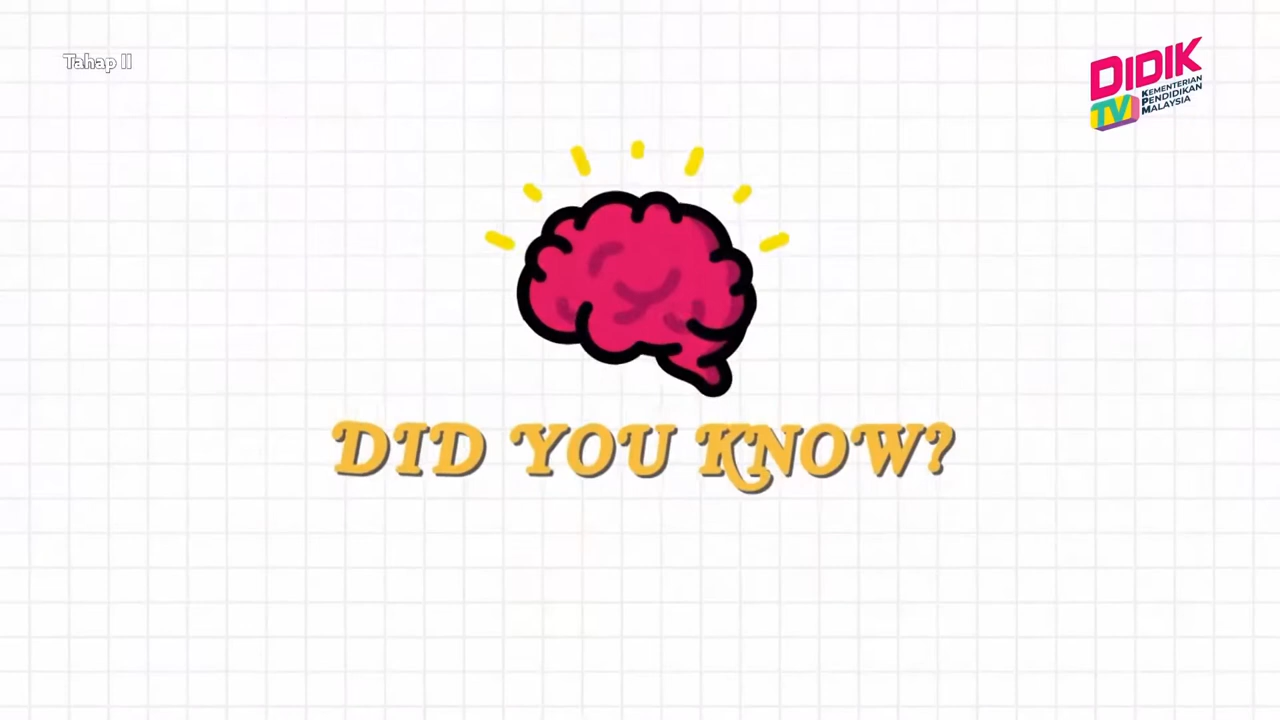 Tahap II
DIDIK
TV
KEMENTERIAN
PENDIDIKAN
MALAYSIA
DID YOU KNOW?